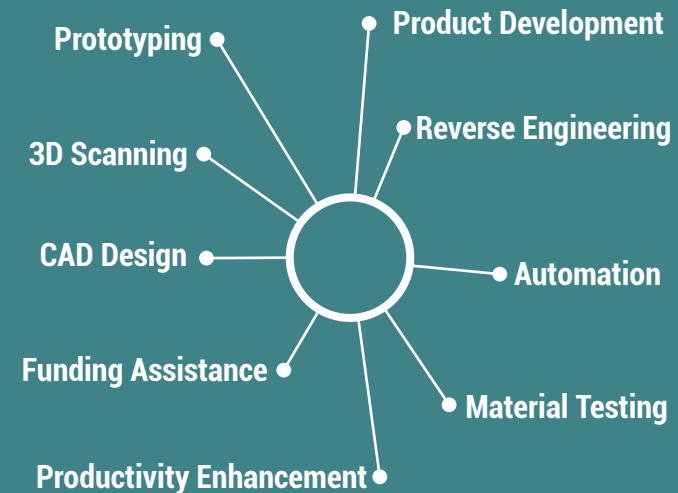 Product Development
Prototyping
Reverse Engineering
3D Scanning
CAD Design
Automation
Funding Assistance
Material Testing
Productivity Enhancement